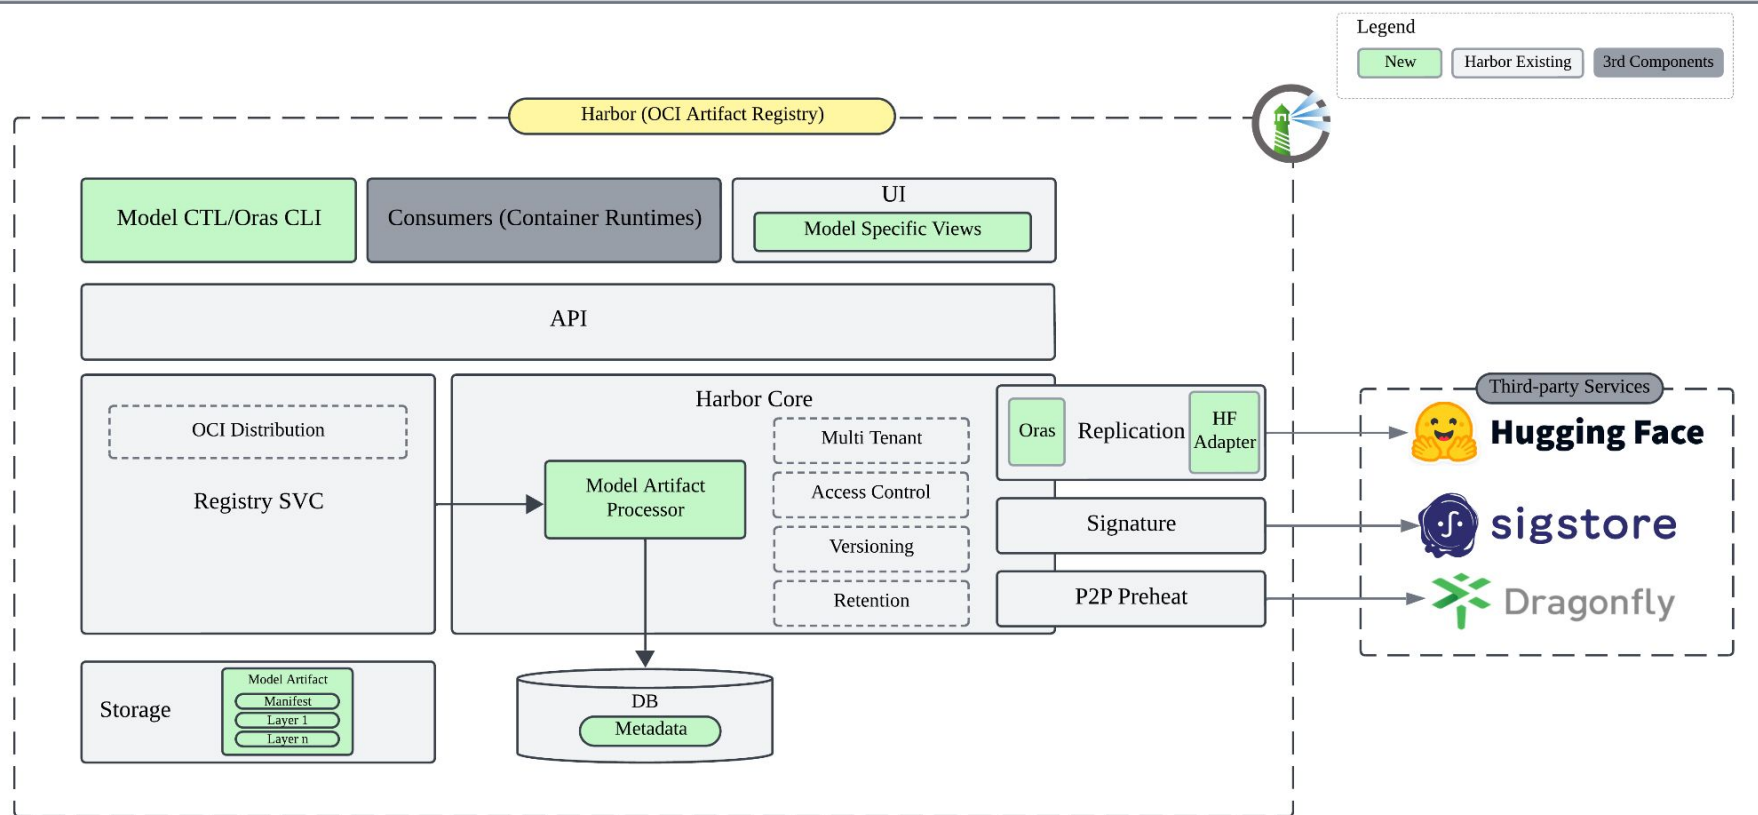 Legend
New
Harbor Existing
3rd Components
Harbor (OCI Artifact Registry)
Model CTL/Oras CLI
Consumers (Container Runtimes)
UI
Model Specific Views
API
OCI Distribution
Registry SVC
Harbor Core
Model Artifact
Processor
Multi Tenant
Access Control
Versioning
Retention
Oras
Replication
HF
Adapter
Signature
P2P Preheat
Third-party Services
Hugging Face
sigstore
Dragonfly
Storage
Model Artifact
Manifest
Layer 1
Layer n
DB
Metadata